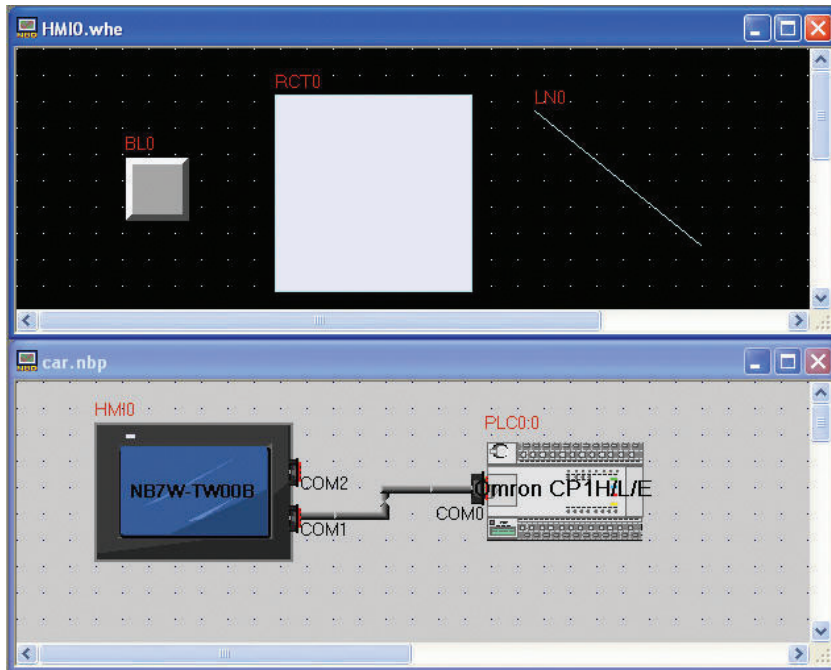 HMI0.whe
RCT0
LN0
BL0
car.nbp
HMI0
PLC0:0
NB7W-TW00B
COM2
Omron CP1H/L/E
COM0
COM1